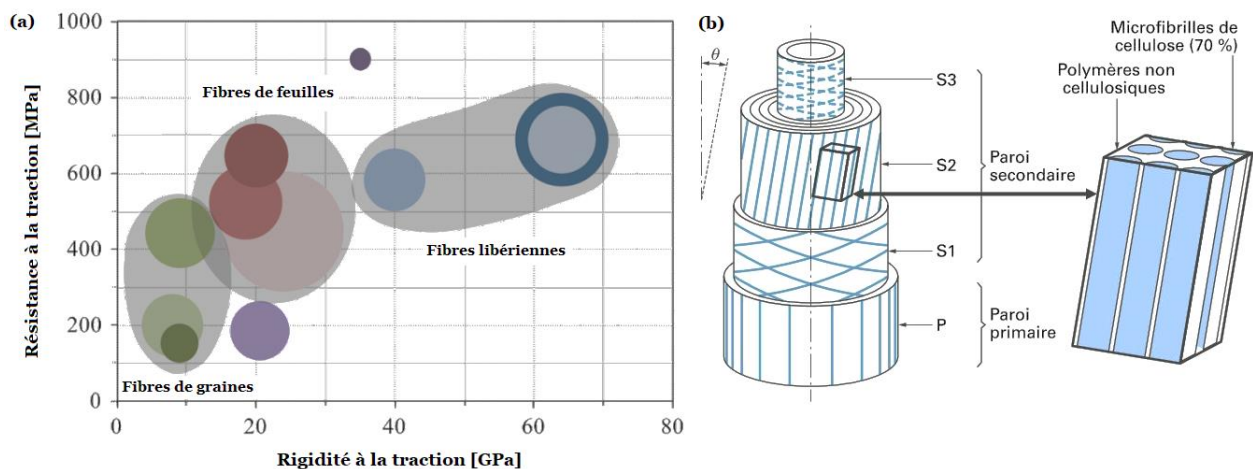 (a)
1000
800
600
400
200
0
Résistance à la traction [MPa]
Fibres de feuilles
Fibres libériennes
Fibres de graines
0 20 40 60 80
Rigidité à la traction [GPa]
(b)
θ
S3
S2
S1
P
Paroi
secondaire
Paroi
primaire
Microfibrilles de
cellulose (70 %)
Polymères non
cellulosiques